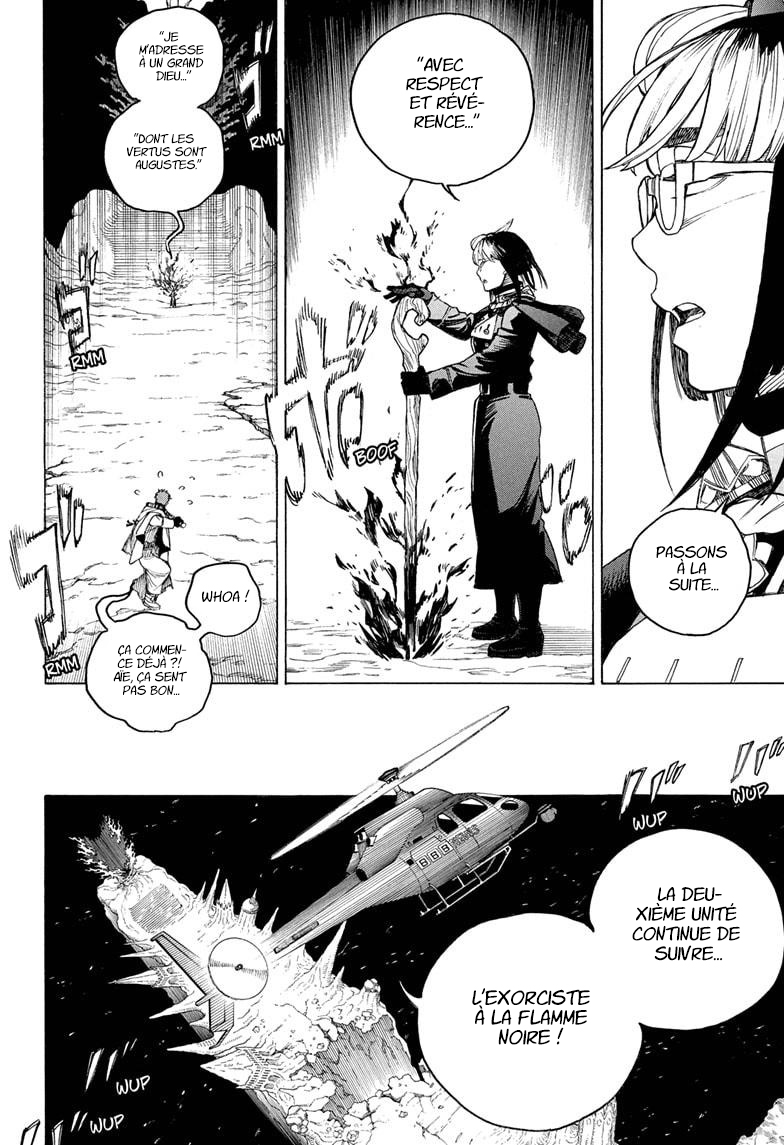 PASSONS
À LA
SUITE...
"AVEC
RESPECT
ET RÉVÉ-
RENCE..."
BOOF
"JE
M'ADRESSE
À UN GRAND
DIEU..."
"DONT LES
VERTUS SONT
AUGUSTES."
RMM
RMM
RMM
WHOA !
ÇA COMMEN-
CE DÉJÀ ?!
AÏE, ÇA SENT
PAS BON...
WUP
WUP
LA DEU-
XIÈME UNITÉ
CONTINUE DE
SUIVRE...
L'EXORCISTE
À LA FLAMME
NOIRE !
BBB
WUP
WUP